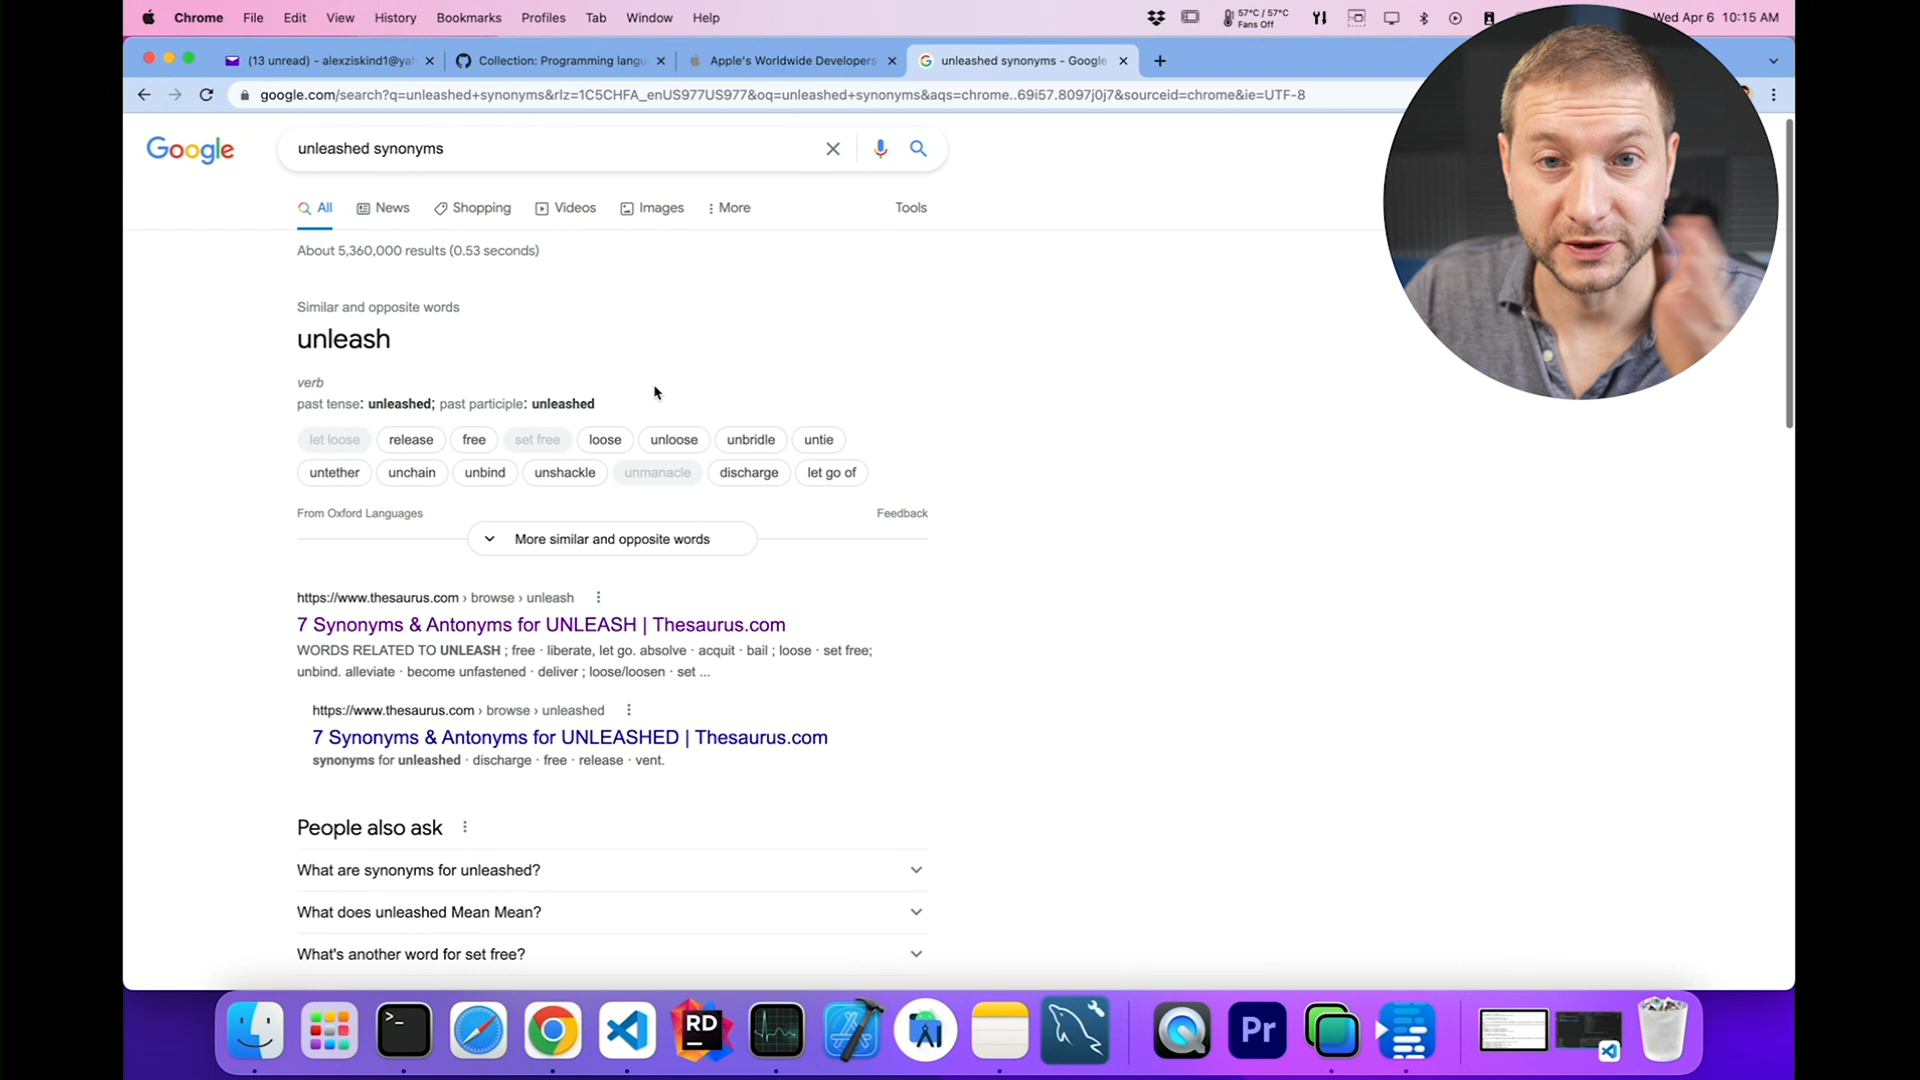 Chrome File Edit View History Bookmarks Profiles Tab Window Help
57°C / 57°C
Fans Off
Wed Apr 6 10:15 AM
(13 unread) - alexziskind1@yah
Collection: Programming langu
Apple's Worldwide Developers
unleashed synonyms - Google
google.com/search?q=unleashed+synonyms&rlz=1C5CHFA_enUS977US977&oq=unleashed+synonyms&aqs=chrome..69i57.8097j0j7&sourceid=chrome&ie=UTF-8
Google
unleashed synonyms
All News Shopping Videos Images More Tools
About 5,360,000 results (0.53 seconds)
Similar and opposite words
unleash
verb
past tense: unleashed; past participle: unleashed
let loose release free set free loose unloose unbridle untie
untether unchain unbind unshackle unmanacle discharge let go of
From Oxford Languages Feedback
More similar and opposite words
https://www.thesaurus.com › browse › unleash
7 Synonyms & Antonyms for UNLEASH | Thesaurus.com
WORDS RELATED TO UNLEASH ; free · liberate, let go. absolve · acquit · bail ; loose · set free;
unbind. alleviate · become unfastened · deliver ; loose/loosen · set ...
https://www.thesaurus.com › browse › unleashed
7 Synonyms & Antonyms for UNLEASHED | Thesaurus.com
synonyms for unleashed · discharge · free · release · vent.
People also ask
What are synonyms for unleashed?
What does unleashed Mean Mean?
What's another word for set free?
>_
RD
Pr